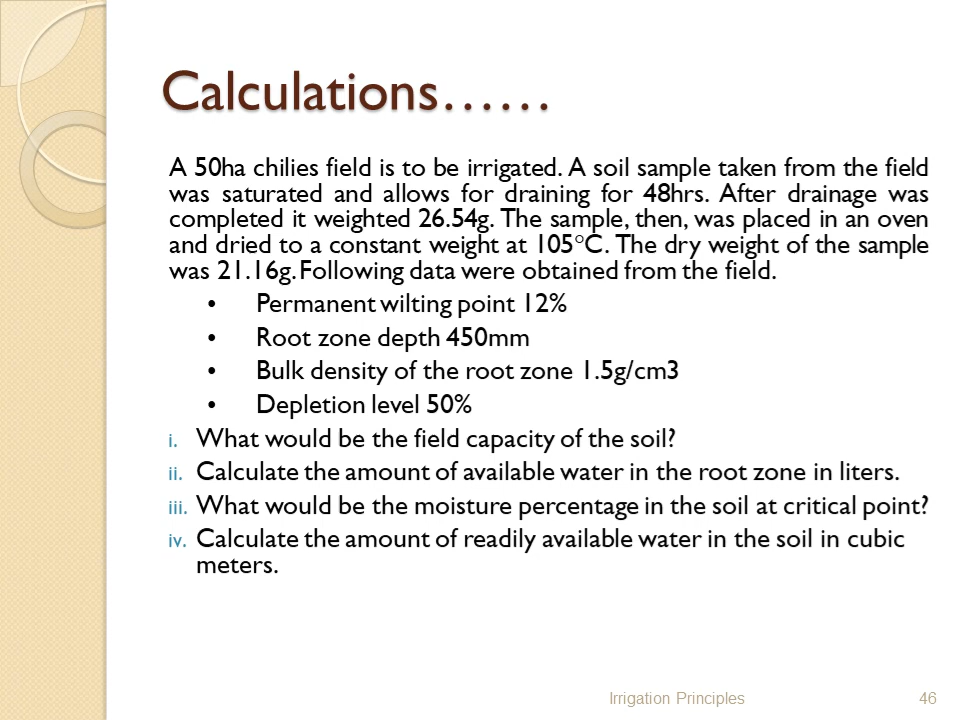 Calculations……
A 50ha chilies field is to be irrigated. A soil sample taken from the field
was saturated and allows for draining for 48hrs. After drainage was
completed it weighted 26.54g. The sample, then, was placed in an oven
and dried to a constant weight at 105°C. The dry weight of the sample
was 21.16g. Following data were obtained from the field.
• Permanent wilting point 12%
• Root zone depth 450mm
• Bulk density of the root zone 1.5g/cm3
• Depletion level 50%
i. What would be the field capacity of the soil?
ii. Calculate the amount of available water in the root zone in liters.
iii. What would be the moisture percentage in the soil at critical point?
iv. Calculate the amount of readily available water in the soil in cubic
meters.
Irrigation Principles 46